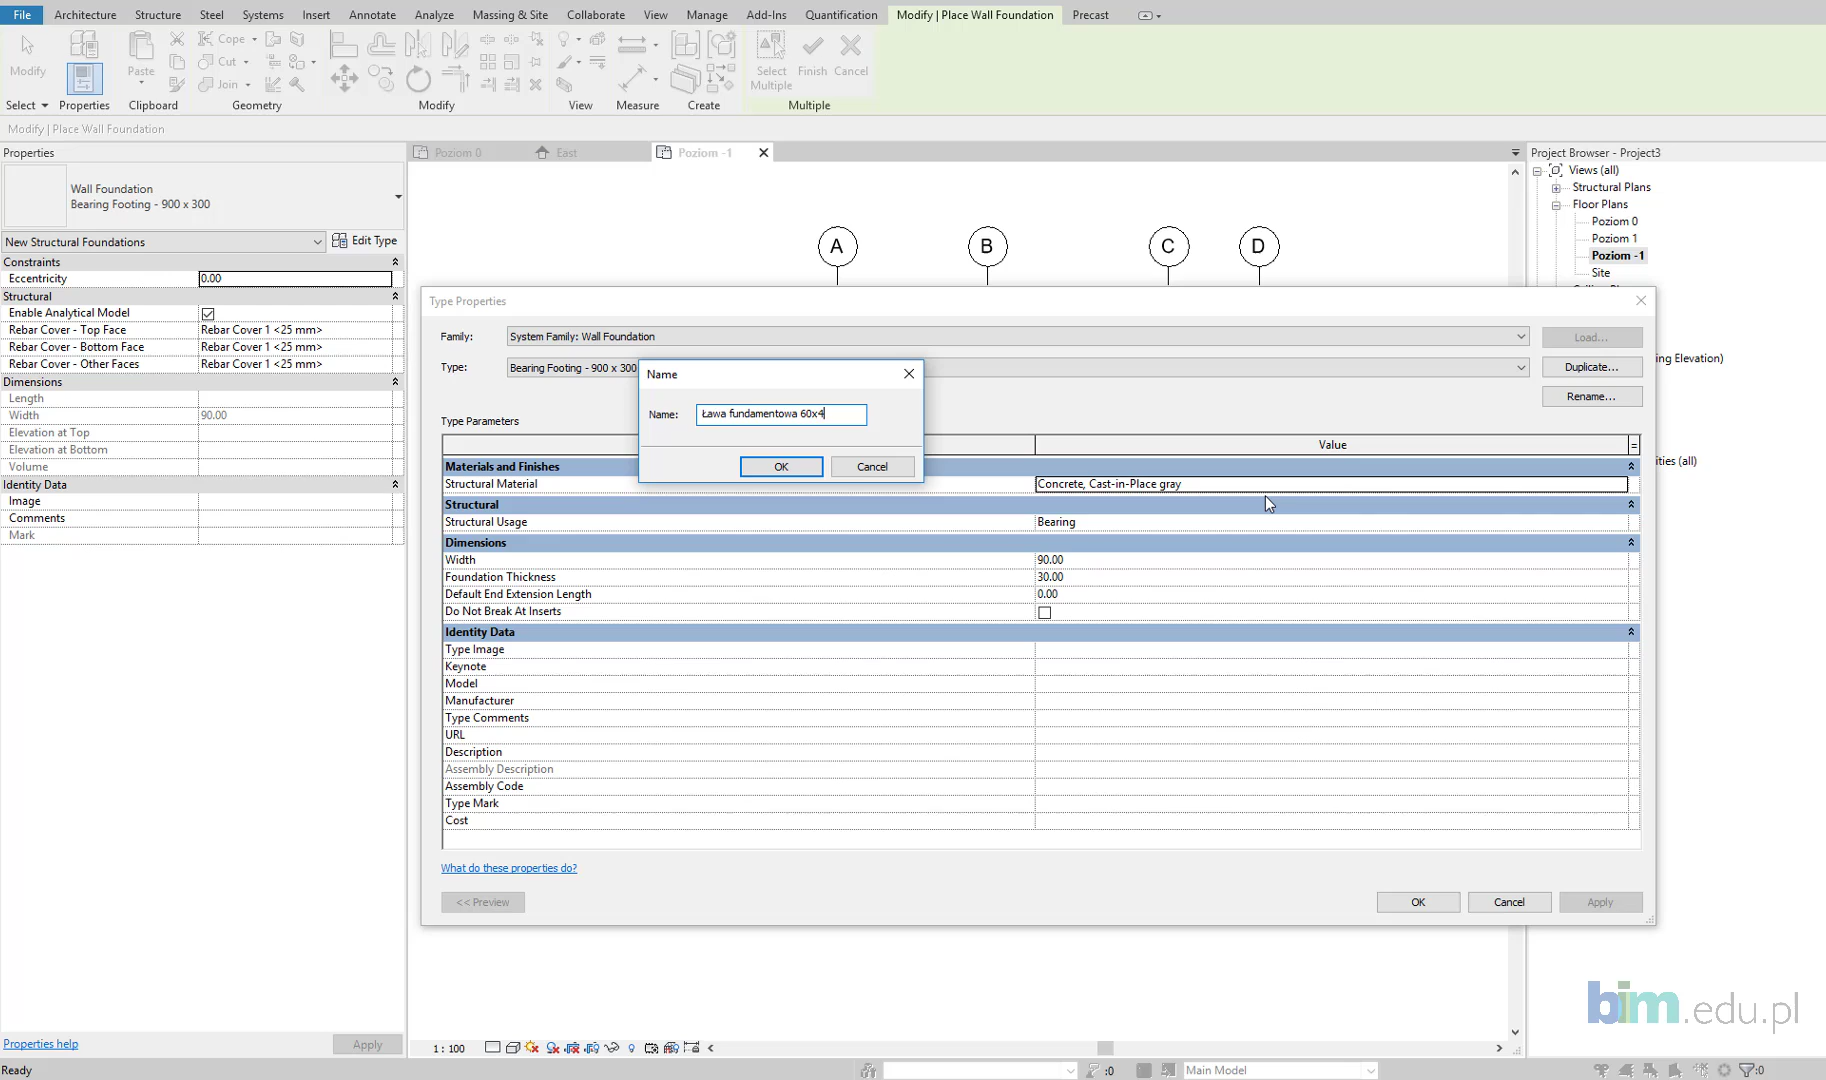 File Architecture Structure Steel Systems Insert Annotate Analyze Massing & Site Collaborate View Manage Add-Ins Quantification Modify | Place Wall Foundation Precast
Modify Paste Cope Cut Join Select Multiple Finish Cancel
Select Properties Clipboard Geometry Modify View Measure Create Multiple
Modify | Place Wall Foundation
Properties
Wall Foundation
Bearing Footing - 900 x 300
New Structural Foundations
Edit Type
Constraints
Eccentricity 0.00
Structural
Enable Analytical Model
Rebar Cover - Top Face Rebar Cover 1 <25 mm>
Rebar Cover - Bottom Face Rebar Cover 1 <25 mm>
Rebar Cover - Other Faces Rebar Cover 1 <25 mm>
Dimensions
Length
Width 90.00
Elevation at Top
Elevation at Bottom
Volume
Identity Data
Image
Comments
Mark
Properties help
Apply
Poziom 0 East Poziom -1
A B C D
Type Properties
Family: System Family: Wall Foundation Load...
Type: Bearing Footing - 900 x 300 Duplicate...
Rename...
Type Parameters
Value
=
Materials and Finishes
Structural Material Concrete, Cast-in-Place gray
Structural
Structural Usage Bearing
Dimensions
Width 90.00
Foundation Thickness 30.00
Default End Extension Length 0.00
Do Not Break At Inserts
Identity Data
Type Image
Keynote
Model
Manufacturer
Type Comments
URL
Description
Assembly Description
Assembly Code
Type Mark
Cost
What do these properties do?
<< Preview OK Cancel Apply
Name
Name: Ława fundamentowa 60x4
OK Cancel
Project Browser - Project3
Views (all)
Structural Plans
Floor Plans
Poziom 0
Poziom 1
Poziom -1
Site
ing Elevation)
ities (all)
bim.edu.pl
1 : 100
Ready
:0
Main Model
:0